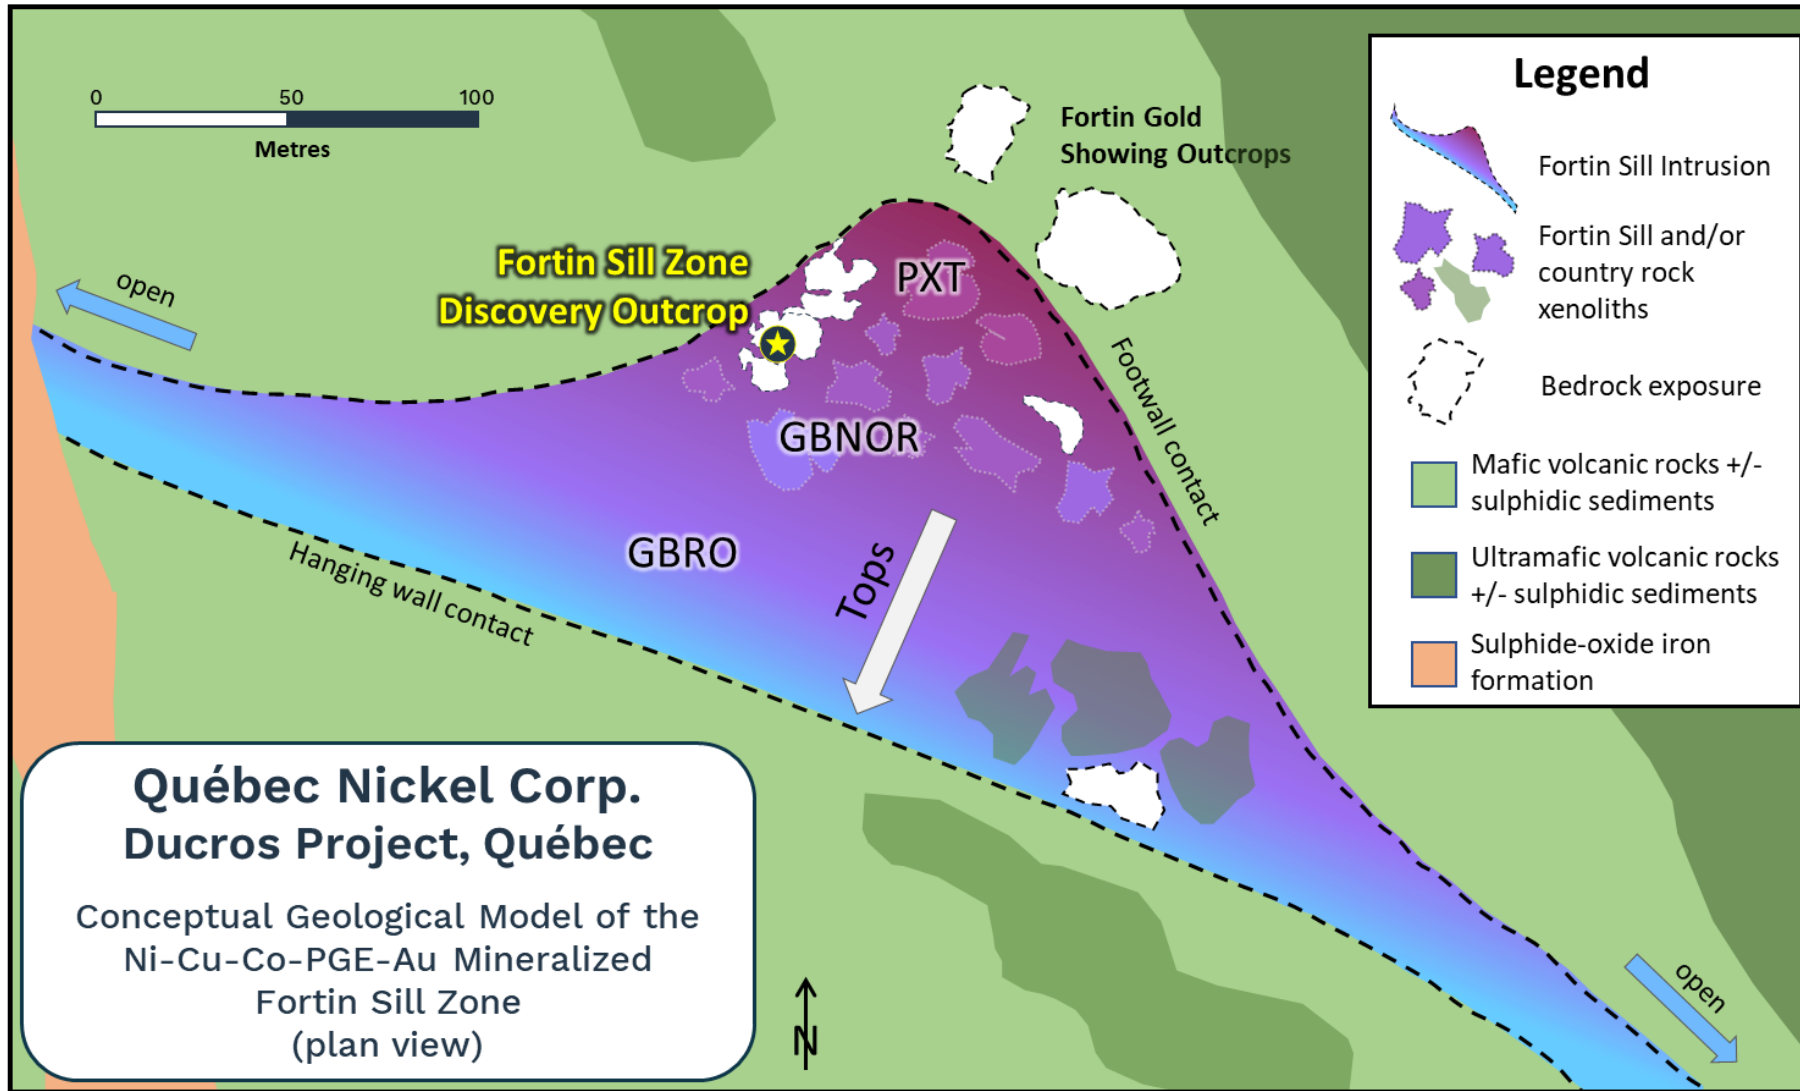 0 50 100
Metres
Fortin Gold
Showing Outcrops
Fortin Sill Zone
Discovery Outcrop
open
PXT
GBNOR
GBRO
Tops
Footwall contact
Hanging wall contact
open
N
Legend
Fortin Sill Intrusion
Fortin Sill and/or
country rock
xenoliths
Bedrock exposure
Mafic volcanic rocks +/-
sulphidic sediments
Ultramafic volcanic rocks
+/- sulphidic sediments
Sulphide-oxide iron
formation
Québec Nickel Corp.
Ducros Project, Québec
Conceptual Geological Model of the
Ni-Cu-Co-PGE-Au Mineralized
Fortin Sill Zone
(plan view)